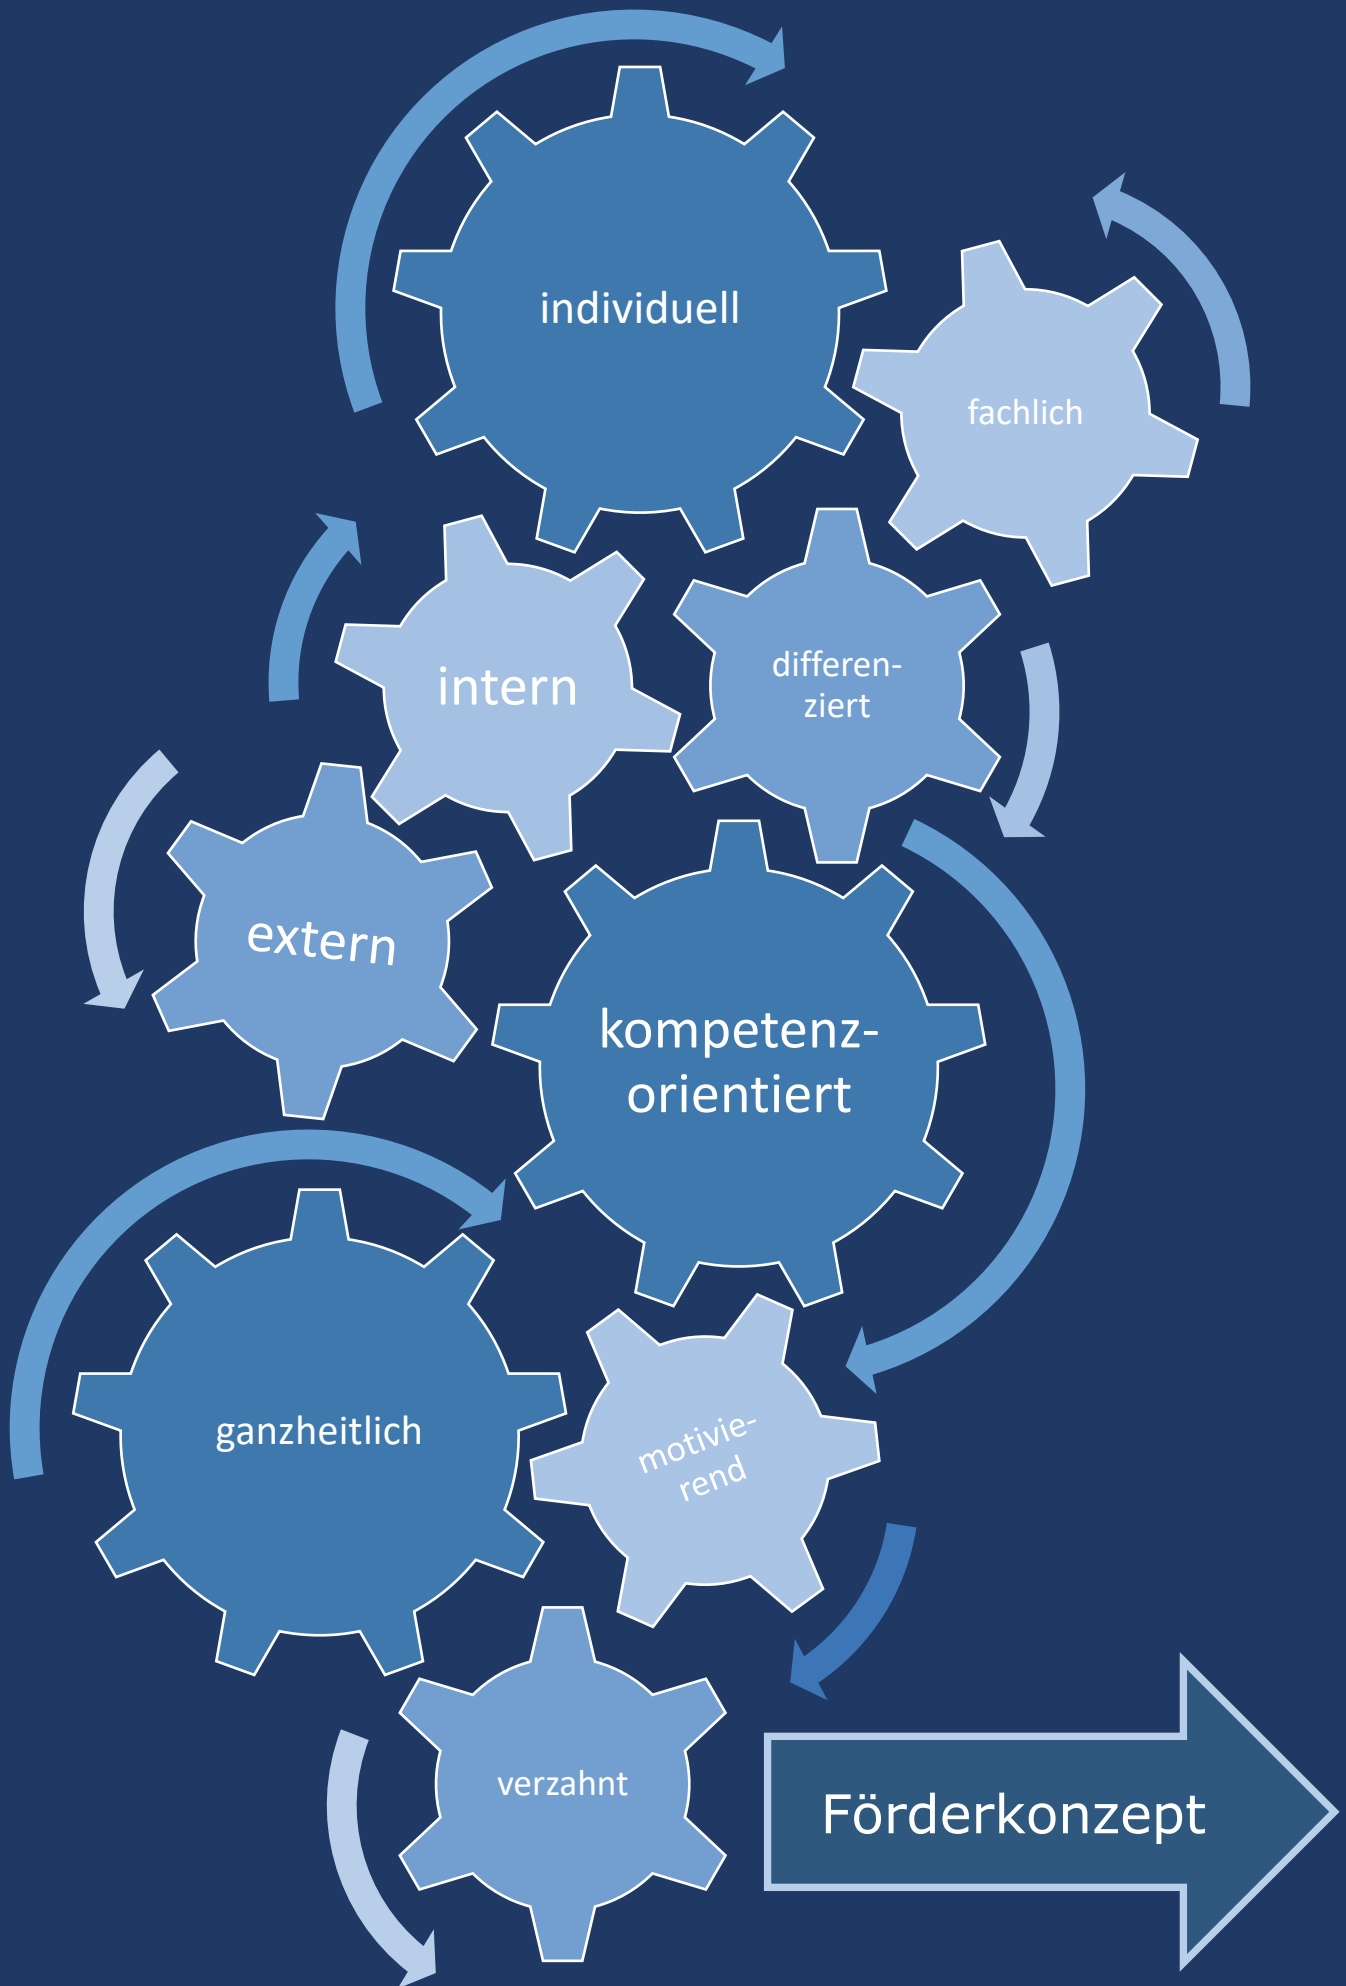 individuell
fachlich
intern
differen-
ziert
extern
kompetenz-
orientiert
ganzheitlich
motivie-
rend
verzahnt
Förderkonzept